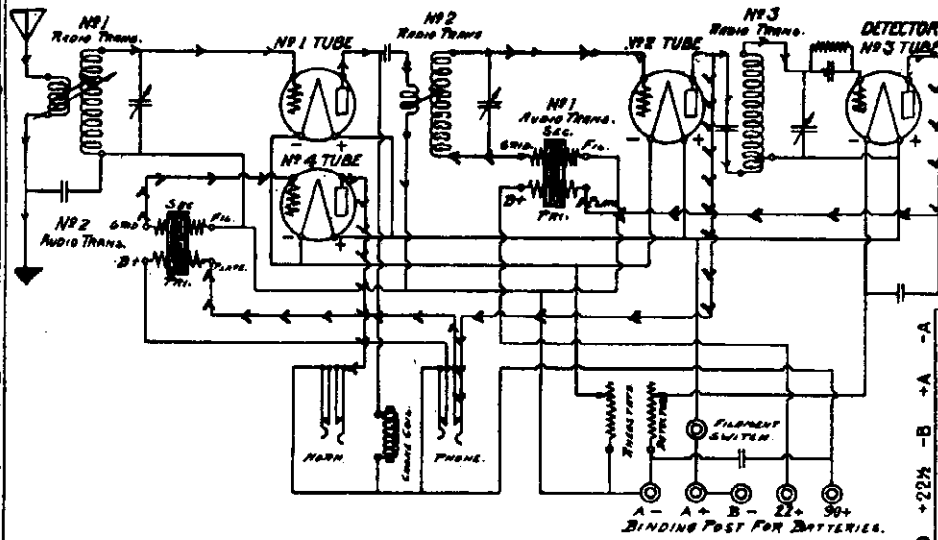 Nº1
RADIO TRANS.
Nº1 TUBE
Nº2
RADIO TRANS
Nº2 TUBE
Nº3
RADIO TRANS.
DETECTOR
Nº3 TUBE
Nº1
AUDIO TRANS.
SEC.
GRID. FIL.
B+ PLATE
PRI.
- +
Nº4 TUBE
- +
- +
- +
Nº2
AUDIO TRANS.
SEC
GRID FIL.
B+ PLATE.
PRI.
HORN
CHOKE COIL
PHONE.
RHEOSTATS
DETECTOR
FILAMENT
SWITCH
A- A+ B- 22+ 90+
BINDING POST FOR BATTERIES.
+22½ -B +A -A